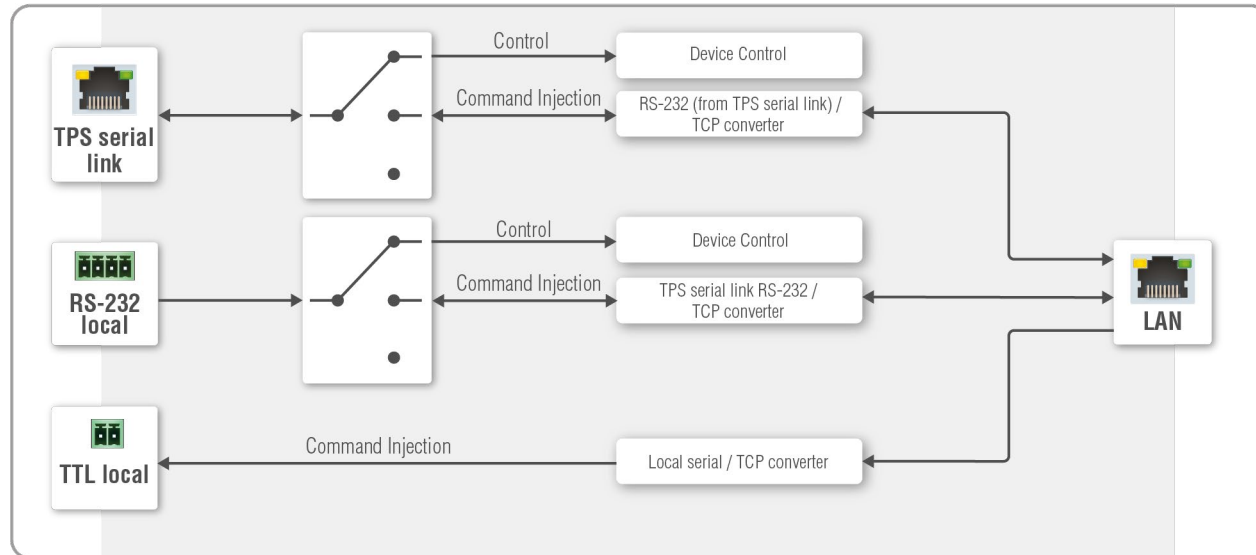 Control
Device Control
Command Injection
RS-232 (from TPS serial link) /
TCP converter
TPS serial
link
Control
Device Control
Command Injection
TPS serial link RS-232 /
TCP converter
RS-232
local
LAN
Command Injection
Local serial / TCP converter
TTL local